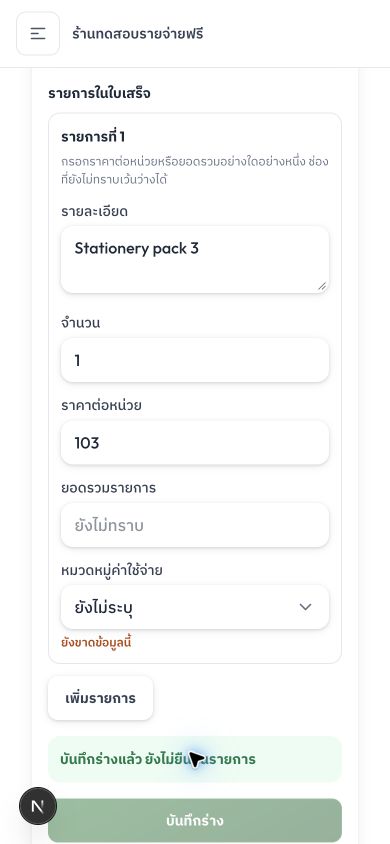 ร้านทดสอบรายจ่ายฟรี
รายการในใบเสร็จ
รายการที่ 1
กรอกราคาต่อหน่วยหรือยอดรวมอย่างใดอย่างหนึ่ง ช่อง
ที่ยังไม่ทราบเว้นว่างได้
รายละเอียด
Stationery pack 3
จำนวน
1
ราคาต่อหน่วย
103
ยอดรวมรายการ
ยังไม่ทราบ
หมวดหมู่ค่าใช้จ่าย
ยังไม่ระบุ
ยังขาดข้อมูลนี้
เพิ่มรายการ
บันทึกร่างแล้ว ยังไม่ยืนยันรายการ
N
บันทึกร่าง